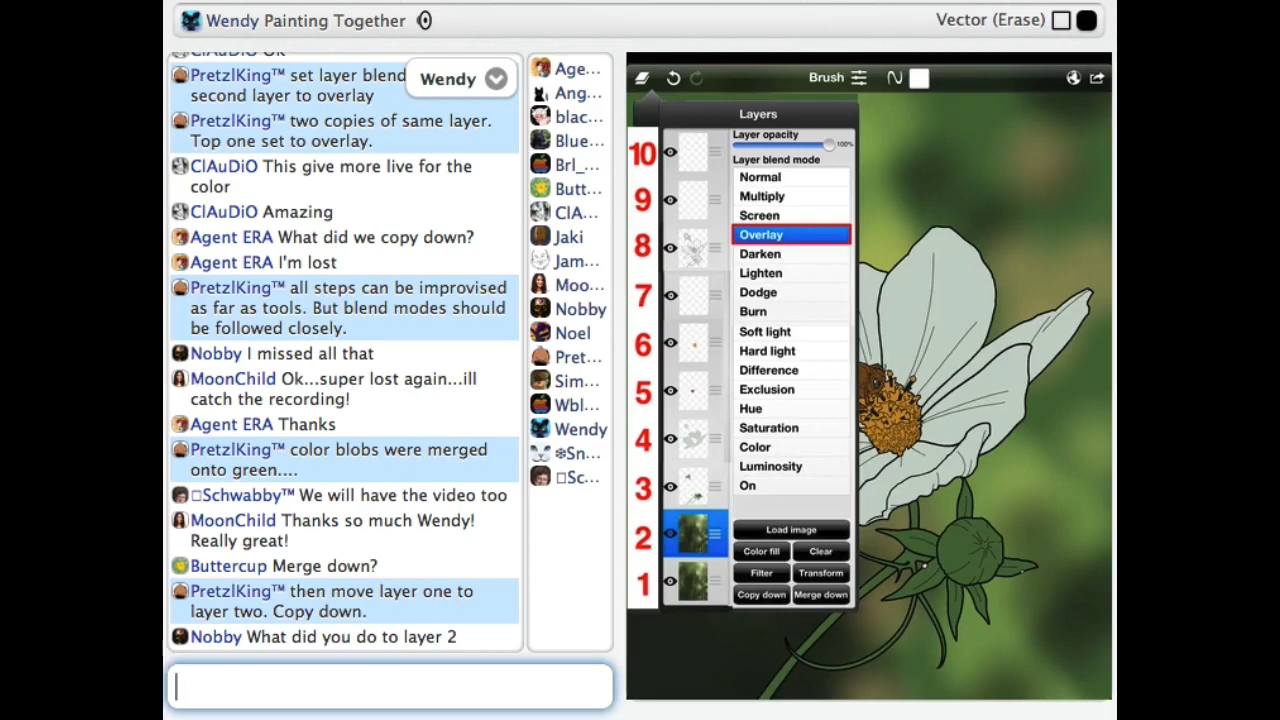 Wendy Painting Together
Vector (Erase)
ClAuDiO Ok
PretzlKing™ set layer blend
second layer to overlay
Wendy
PretzlKing™ two copies of same layer.
Top one set to overlay.
ClAuDiO This give more live for the
color
ClAuDiO Amazing
Agent ERA What did we copy down?
Agent ERA I'm lost
PretzlKing™ all steps can be improvised
as far as tools. But blend modes should
be followed closely.
Nobby I missed all that
MoonChild Ok...super lost again...ill
catch the recording!
Agent ERA Thanks
PretzlKing™ color blobs were merged
onto green....
□Schwabby™ We will have the video too
MoonChild Thanks so much Wendy!
Really great!
Buttercup Merge down?
PretzlKing™ then move layer one to
layer two. Copy down.
Nobby What did you do to layer 2
Age...
Ang...
blac...
Blue...
Brl_...
Butt...
ClA...
Jaki
Jam...
Moo...
Nobby
Noel
Pret...
Sim...
Wbl...
Wendy
❄Sn...
□Sc...
Brush
Layers
10
9
8
7
6
5
4
3
2
1
Layer opacity
100%
Layer blend mode
Normal
Multiply
Screen
Overlay
Darken
Lighten
Dodge
Burn
Soft light
Hard light
Difference
Exclusion
Hue
Saturation
Color
Luminosity
On
Load image
Color fill Clear
Filter Transform
Copy down Merge down